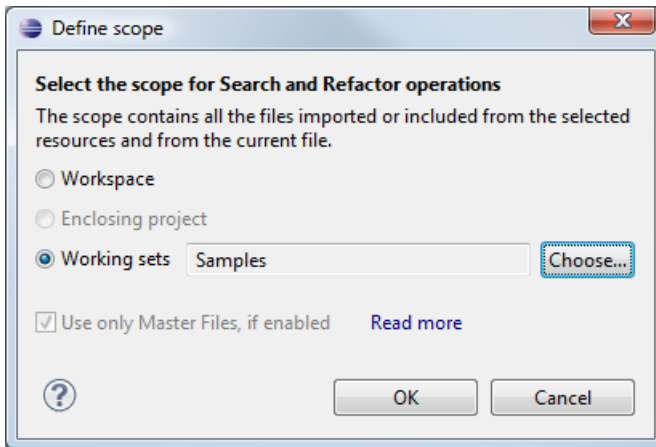 Define scope
Select the scope for Search and Refactor operations
The scope contains all the files imported or included from the selected
resources and from the current file.
Workspace
Enclosing project
Working sets Samples Choose...
Use only Master Files, if enabled Read more
? OK Cancel